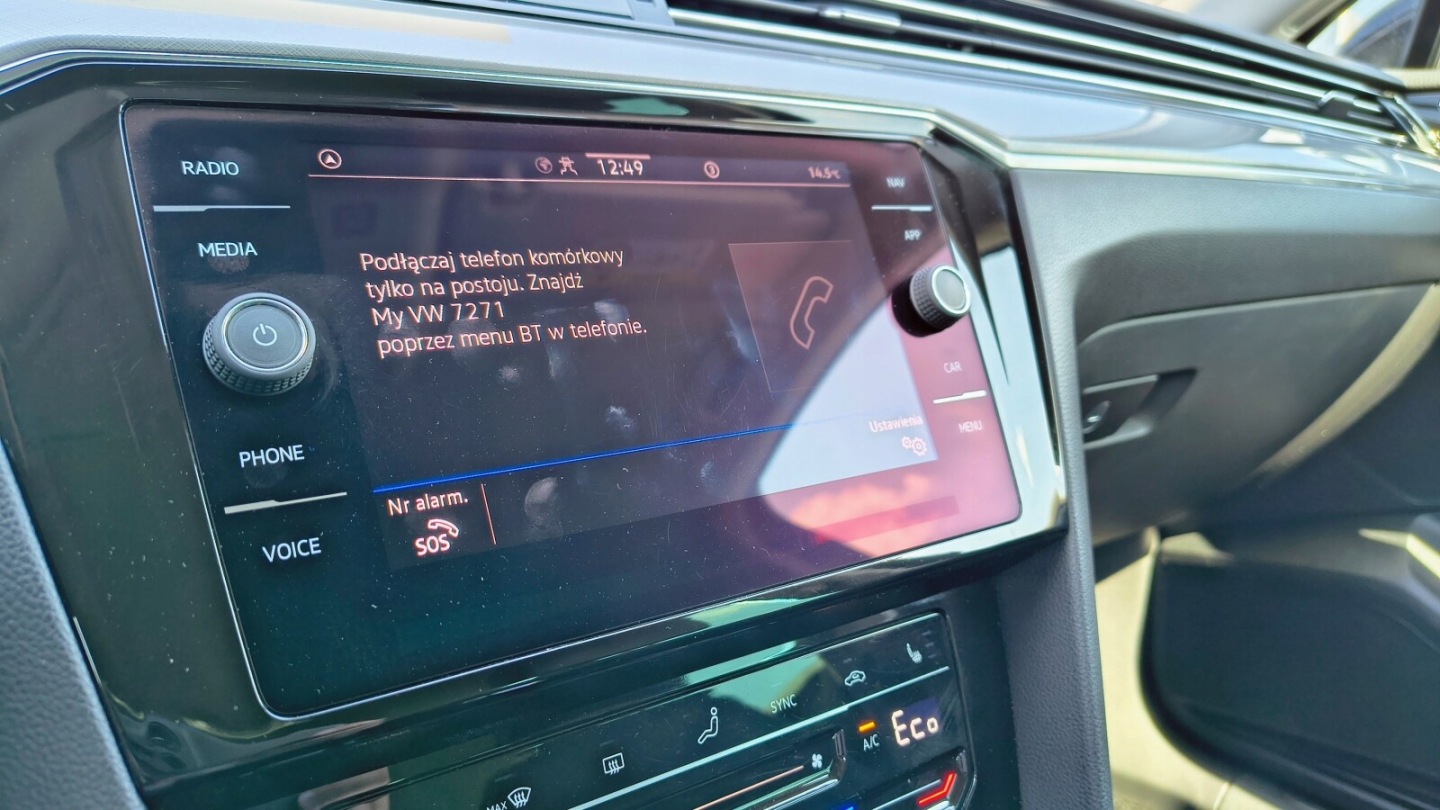 RADIO
MEDIA
PHONE
VOICE
12:49
14.5°C
Podłączaj telefon komórkowy
tylko na postoju. Znajdź
My VW 7271
poprzez menu BT w telefonie.
Ustawienia
Nr alarm.
SOS
NAV
APP
CAR
MENU
MAX
SYNC
A/C
Eco